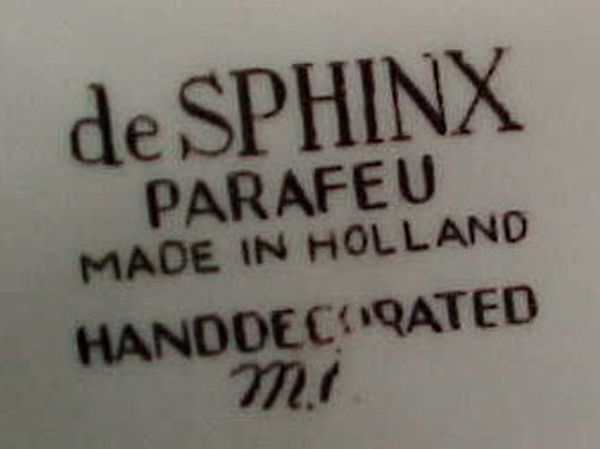 de SPHINX
PARAFEU
MADE IN HOLLAND
HANDDECORATED
m.i